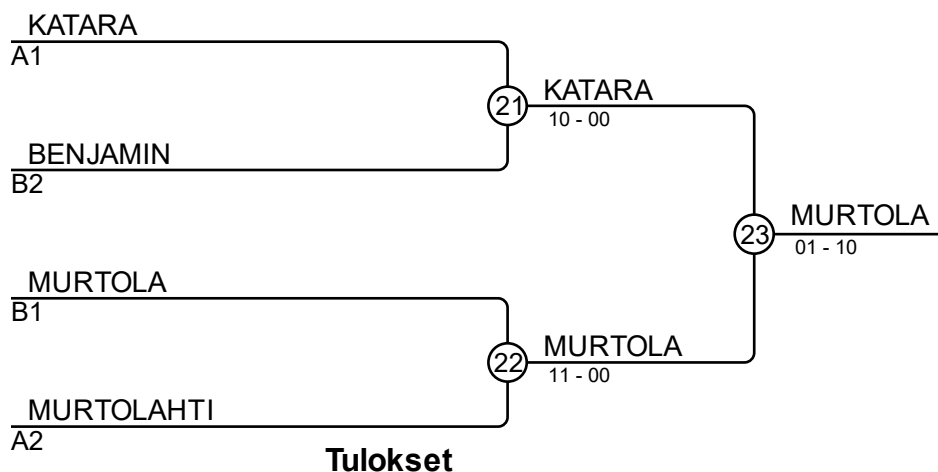 KATARA
A1
21
KATARA
10 - 00
BENJAMIN
B2
23
MURTOLA
01 - 10
MURTOLA
B1
22
MURTOLA
11 - 00
MURTOLAHTI
A2
Tulokset